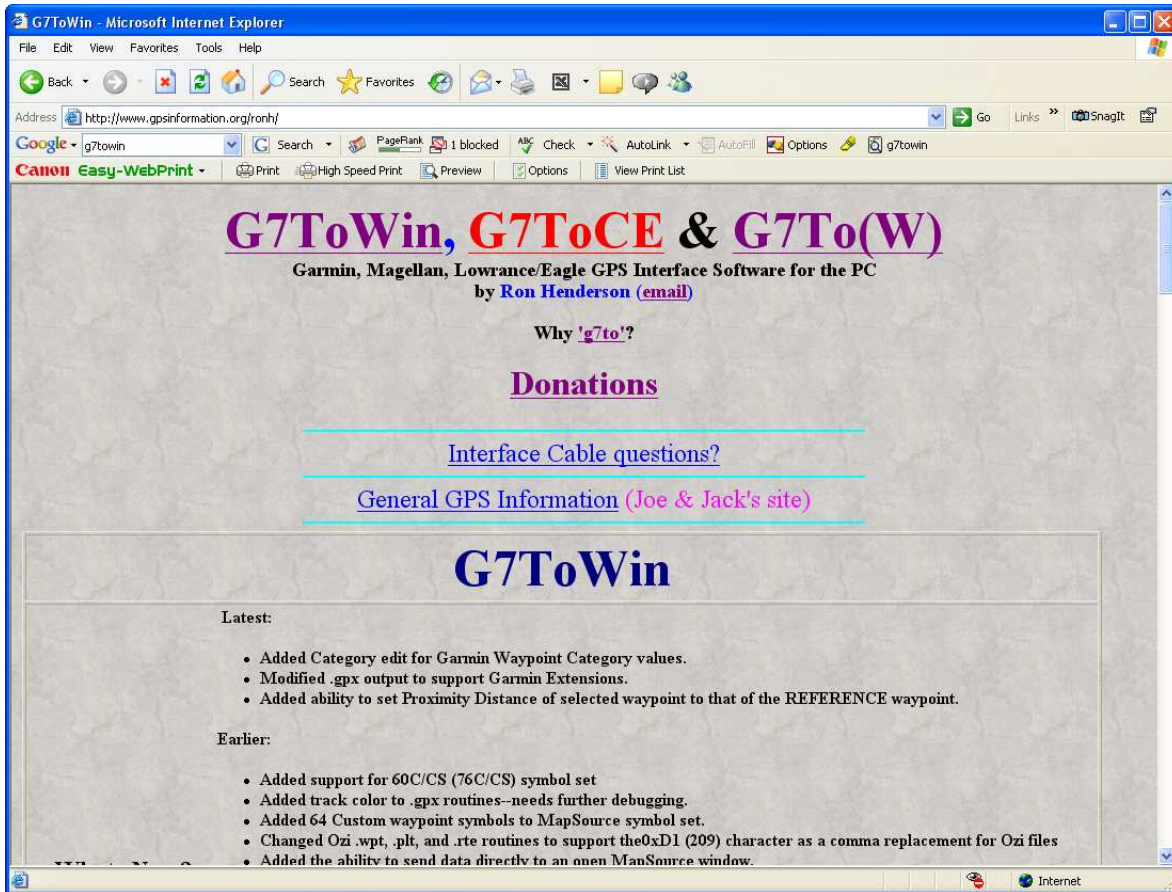 G7ToWin - Microsoft Internet Explorer
File Edit View Favorites Tools Help
Back Search Favorites
Address http://www.gpsinformation.org/ronh/ Go Links » SnagIt
Google g7towin Search PageRank 1 blocked ABC Check AutoLink AutoFill Options g7towin
Canon Easy-WebPrint Print High Speed Print Preview Options View Print List
G7ToWin, G7ToCE & G7To(W)
Garmin, Magellan, Lowrance/Eagle GPS Interface Software for the PC
by Ron Henderson (email)
Why 'g7to'?
Donations
Interface Cable questions?
General GPS Information (Joe & Jack's site)
G7ToWin
Latest:
• Added Category edit for Garmin Waypoint Category values.
• Modified .gpx output to support Garmin Extensions.
• Added ability to set Proximity Distance of selected waypoint to that of the REFERENCE waypoint.
Earlier:
• Added support for 60C/CS (76C/CS) symbol set
• Added track color to .gpx routines--needs further debugging.
• Added 64 Custom waypoint symbols to MapSource symbol set.
• Changed Ozi .wpt, .plt, and .rte routines to support the0xD1 (209) character as a comma replacement for Ozi files
• Added the ability to send data directly to an open MapSource window.
Internet